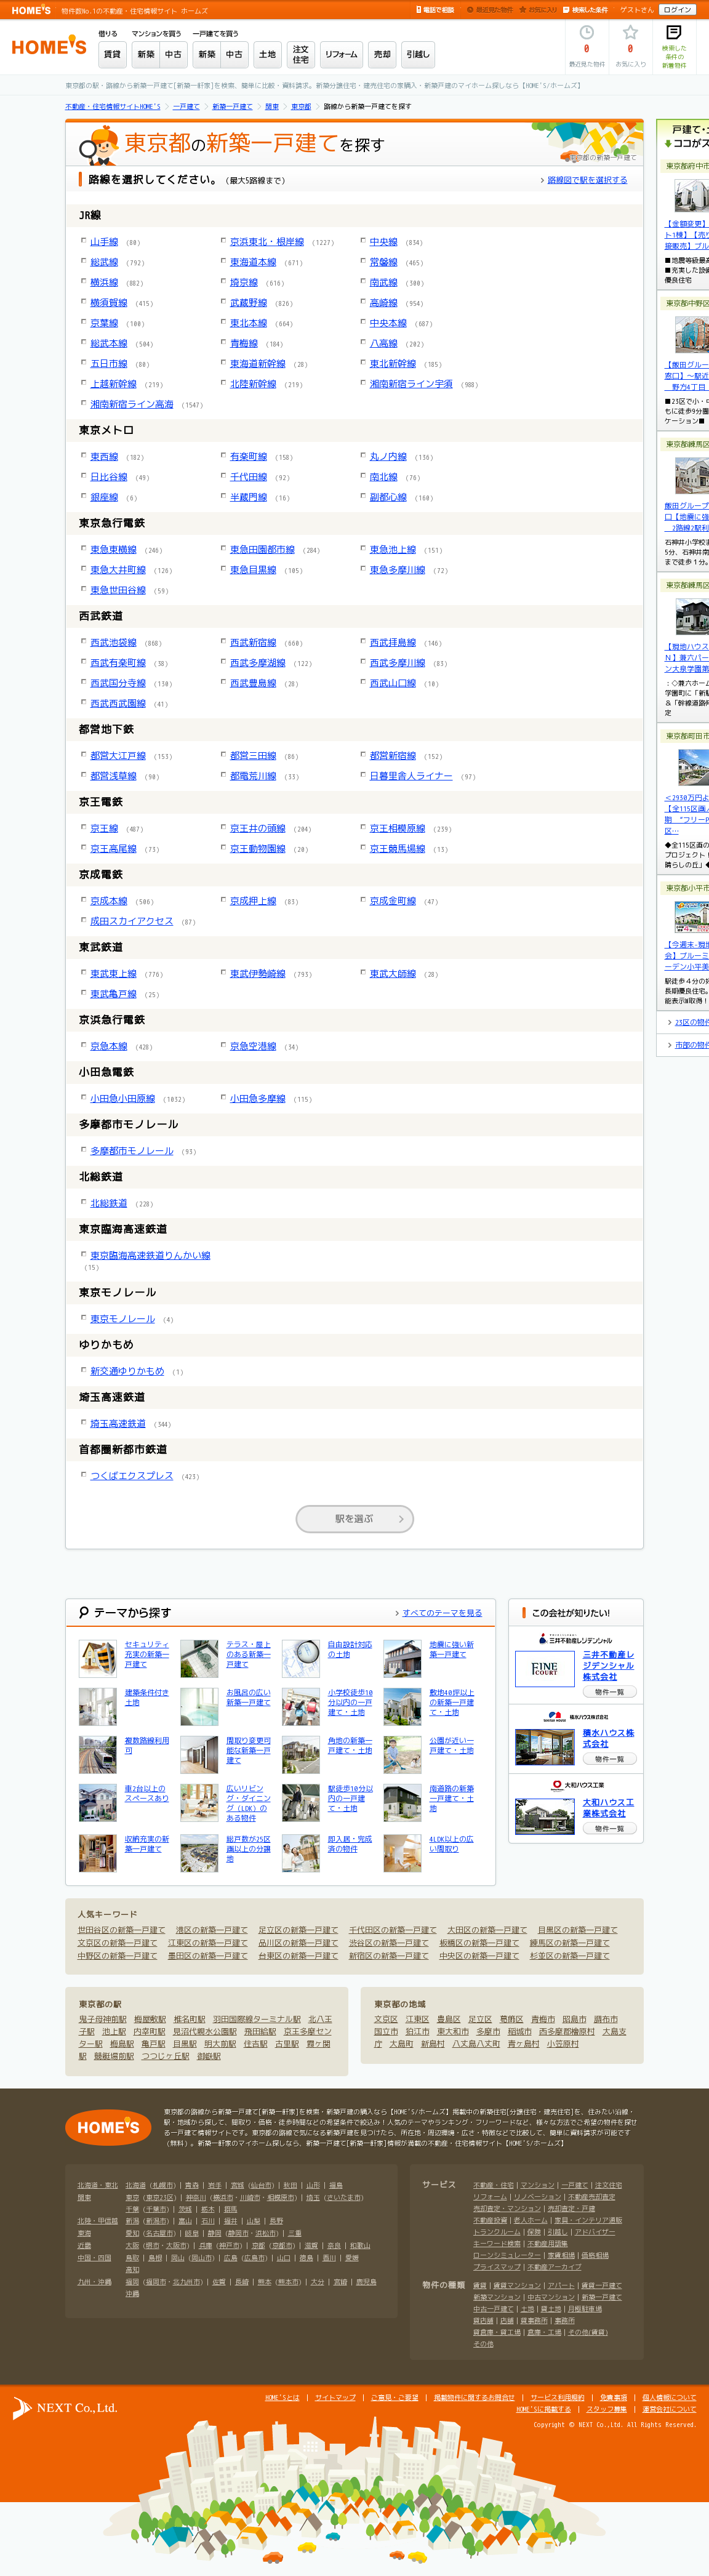 HOME'S 物件数No.1の不動産・住宅情報サイト ホームズ
電話で相談 最近見た物件 お気に入り 検索した条件 ゲストさん ログイン
HOME'S
借りる マンションを買う 一戸建てを買う
賃貸 新築 中古 新築 中古 土地 注文住宅 リフォーム 売却 引越し
0 最近見た物件
0 お気に入り
検索した条件の新着物件
東京都の駅・路線から新築一戸建て[新築一軒家]を検索、簡単に比較・資料請求。新築分譲住宅・建売住宅の家購入・新築戸建のマイホーム探しなら【HOME'S/ホームズ】
不動産・住宅情報サイトHOME'S 一戸建て 新築一戸建て 関東 東京都 路線から新築一戸建てを探す
東京都の新築一戸建てを探す
東京都の新築一戸建て
路線を選択してください。（最大5路線まで）
路線図で駅を選択する
JR線
山手線 (80) 京浜東北・根岸線 (1227) 中央線 (834)
総武線 (792) 東海道本線 (671) 常磐線 (465)
横浜線 (882) 埼京線 (616) 南武線 (300)
横須賀線 (415) 武蔵野線 (826) 高崎線 (954)
京葉線 (100) 東北本線 (664) 中央本線 (687)
総武本線 (504) 青梅線 (184) 八高線 (202)
五日市線 (80) 東海道新幹線 (28) 東北新幹線 (185)
上越新幹線 (219) 北陸新幹線 (219) 湘南新宿ライン宇須 (988)
湘南新宿ライン高海 (1547)
東京メトロ
東西線 (182) 有楽町線 (158) 丸ノ内線 (136)
日比谷線 (49) 千代田線 (92) 南北線 (76)
銀座線 (6) 半蔵門線 (16) 副都心線 (160)
東京急行電鉄
東急東横線 (246) 東急田園都市線 (284) 東急池上線 (151)
東急大井町線 (126) 東急目黒線 (105) 東急多摩川線 (72)
東急世田谷線 (59)
西武鉄道
西武池袋線 (868) 西武新宿線 (660) 西武拝島線 (146)
西武有楽町線 (38) 西武多摩湖線 (122) 西武多摩川線 (83)
西武国分寺線 (130) 西武豊島線 (28) 西武山口線 (10)
西武西武園線 (41)
都営地下鉄
都営大江戸線 (153) 都営三田線 (86) 都営新宿線 (152)
都営浅草線 (90) 都電荒川線 (33) 日暮里舎人ライナー (97)
京王電鉄
京王線 (487) 京王井の頭線 (204) 京王相模原線 (239)
京王高尾線 (73) 京王動物園線 (20) 京王競馬場線 (13)
京成電鉄
京成本線 (506) 京成押上線 (83) 京成金町線 (47)
成田スカイアクセス (87)
東武鉄道
東武東上線 (776) 東武伊勢崎線 (793) 東武大師線 (28)
東武亀戸線 (25)
京浜急行電鉄
京急本線 (428) 京急空港線 (34)
小田急電鉄
小田急小田原線 (1032) 小田急多摩線 (115)
多摩都市モノレール
多摩都市モノレール (93)
北総鉄道
北総鉄道 (228)
東京臨海高速鉄道
東京臨海高速鉄道りんかい線
(15)
東京モノレール
東京モノレール (4)
ゆりかもめ
新交通ゆりかもめ (1)
埼玉高速鉄道
埼玉高速鉄道 (344)
首都圏新都市鉄道
つくばエクスプレス (423)
駅を選ぶ
戸建て・土
ココがス
東京都府中市
【金額変更】
ト1棟】【売り
接販売】ブル
■地震等級最高
■充実した設備
優良住宅
東京都中野区
【飯田グルー
窓口】～駅近
野方4丁目
■23区で小・中
もに徒歩9分圏
ケーション■
東京都練馬区
飯田グループ
口【地震に強
2路線2駅利
石神井小学校ま
5分、石神井南
まで徒歩１分。
東京都練馬区
【現地ハウス
Ｎ】兼六パー
ン大泉学園第
：◇兼六ホーム
学園町に「新駅
＆「幹線道路件
定
東京都町田市
＜2930万円よ
【全115区画ノ
期 “フリーP
区…
◆全115区画の
プロジェクト！
晴らしの丘」◆
東京都小平市
【今週末・現地
会】ブルーミ
ーデン小平美
駅徒歩４分の好
長期優良住宅。
能表示W取得！
23区の物件
市部の物件
テーマから探す すべてのテーマを見る
セキュリティ充実の新築一戸建て テラス・屋上のある新築一戸建て 自由設計対応の土地 地震に強い新築一戸建て
建築条件付き土地 お風呂の広い新築一戸建て 小学校徒歩10分以内の一戸建て・土地 敷地40坪以上の新築一戸建て・土地
複数路線利用可 間取り変更可能な新築一戸建て 角地の新築一戸建て・土地 公園が近い一戸建て・土地
車2台以上のスペースあり 広いリビング・ダイニング（LDK）のある物件 駅徒歩10分以内の一戸建て・土地 南道路の新築一戸建て・土地
収納充実の新築一戸建て 総戸数が25区画以上の分譲地 即入居・完成済の物件 4LDK以上の広い間取り
この会社が知りたい!
三井不動産レジデンシャル
FINE COURT
三井不動産レジデンシャル株式会社
物件一覧
積水ハウス株式会社
積水ハウス株式会社
物件一覧
大和ハウス工業
大和ハウス工業株式会社
物件一覧
人気キーワード
世田谷区の新築一戸建て 港区の新築一戸建て 足立区の新築一戸建て 千代田区の新築一戸建て 大田区の新築一戸建て 目黒区の新築一戸建て
文京区の新築一戸建て 江東区の新築一戸建て 品川区の新築一戸建て 渋谷区の新築一戸建て 板橋区の新築一戸建て 練馬区の新築一戸建て
中野区の新築一戸建て 墨田区の新築一戸建て 台東区の新築一戸建て 新宿区の新築一戸建て 中央区の新築一戸建て 杉並区の新築一戸建て
東京都の駅
鬼子母神前駅 梅屋敷駅 椎名町駅 羽田国際線ターミナル駅 北八王
子駅 池上駅 内幸町駅 見沼代親水公園駅 飛田給駅 京王多摩セン
ター駅 梅島駅 亀戸駅 目黒駅 明大前駅 住吉駅 古里駅 霞ヶ関
駅 競艇場前駅 つつじヶ丘駅 御嶽駅
東京都の地域
文京区 江東区 豊島区 足立区 葛飾区 青梅市 昭島市 調布市
国立市 狛江市 東大和市 多摩市 稲城市 西多摩郡檜原村 大島支
庁 大島町 新島村 八丈島八丈町 青ヶ島村 小笠原村
HOME'S
東京都の路線から新築一戸建て[新築一軒家]を検索・新築戸建の購入なら【HOME'S/ホームズ】掲載中の新築住宅[分譲住宅・建売住宅]を、住みたい沿線・
駅・地域から探して、間取り・価格・徒歩時間などの希望条件で絞込み！人気のテーマやランキング・フリーワードなど、様々な方法でご希望の物件を探せ
る一戸建て情報サイトです。東京都の路線で気になる新築戸建を見つけたら、所在地・周辺環境・広さ・特徴などで比較して、簡単に資料請求が可能です
（無料）。新築一軒家のマイホーム探しなら、新築一戸建て[新築一軒家]情報が満載の不動産・住宅情報サイト【HOME'S/ホームズ】
北海道・東北 北海道 (札幌市) | 青森 | 岩手 | 宮城 (仙台市) | 秋田 | 山形 | 福島
関東 東京 (東京23区) | 神奈川 (横浜市・川崎市・相模原市) | 埼玉 (さいたま市)
千葉 (千葉市) | 茨城 | 栃木 | 群馬
北陸・甲信越 新潟 (新潟市) | 富山 | 石川 | 福井 | 山梨 | 長野
東海 愛知 (名古屋市) | 岐阜 | 静岡 (静岡市・浜松市) | 三重
近畿 大阪 (堺市・大阪市) | 兵庫 (神戸市) | 京都 (京都市) | 滋賀 | 奈良 | 和歌山
中国・四国 鳥取 | 島根 | 岡山 (岡山市) | 広島 (広島市) | 山口 | 徳島 | 香川 | 愛媛
高知
九州・沖縄 福岡 (福岡市・北九州市) | 佐賀 | 長崎 | 熊本 (熊本市) | 大分 | 宮崎 | 鹿児島
沖縄
サービス 不動産・住宅 | マンション | 一戸建て | 注文住宅
リフォーム | リノベーション | 不動産売却査定
売却査定・マンション | 売却査定・戸建
不動産投資 | 老人ホーム | 家具・インテリア通販
トランクルーム | 保険 | 引越し | アドバイザー
キーワード検索 | 不動産用語集
ローンシミュレーター | 家賃相場 | 価格相場
プライスマップ | 不動産アーカイブ
物件の種類 賃貸 | 賃貸マンション | アパート | 賃貸一戸建て
新築マンション | 中古マンション | 新築一戸建て
中古一戸建て | 土地 | 貸土地 | 月極駐車場
貸店舗 | 店舗 | 貸事務所 | 事務所
貸倉庫・貸工場 | 倉庫・工場 | その他(賃貸)
その他
NEXT Co.,Ltd.
HOME'Sとは | サイトマップ | ご意見・ご要望 | 掲載物件に関するお問合せ | サービス利用規約 | 免責事項 | 個人情報について
HOME'Sに掲載する | スタッフ募集 | 運営会社について
Copyright © NEXT Co.,Ltd. All Rights Reserved.